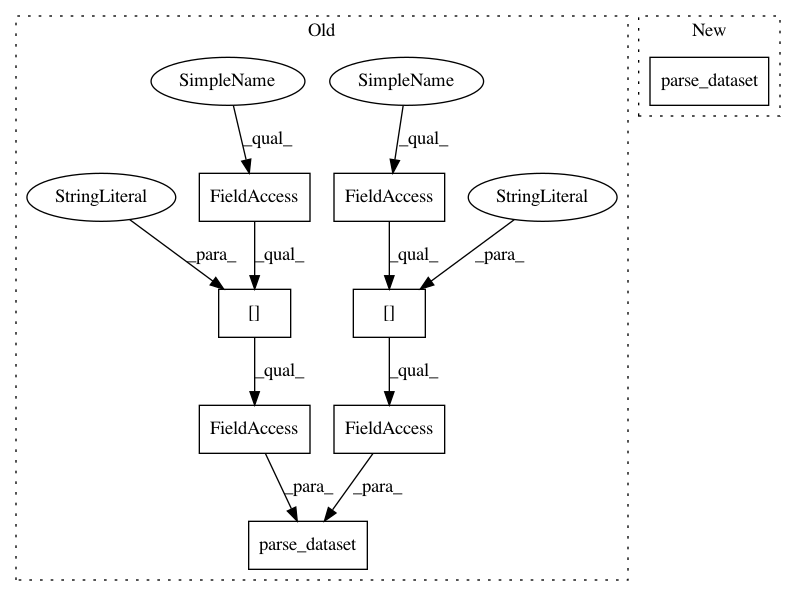 Old
New
SimpleName
SimpleName
parse_dataset
_qual_
_qual_
StringLiteral
FieldAccess
FieldAccess
StringLiteral
_para_
_qual_
_qual_
_para_
[]
[]
_qual_
_qual_
FieldAccess
FieldAccess
_para_
_para_
parse_dataset